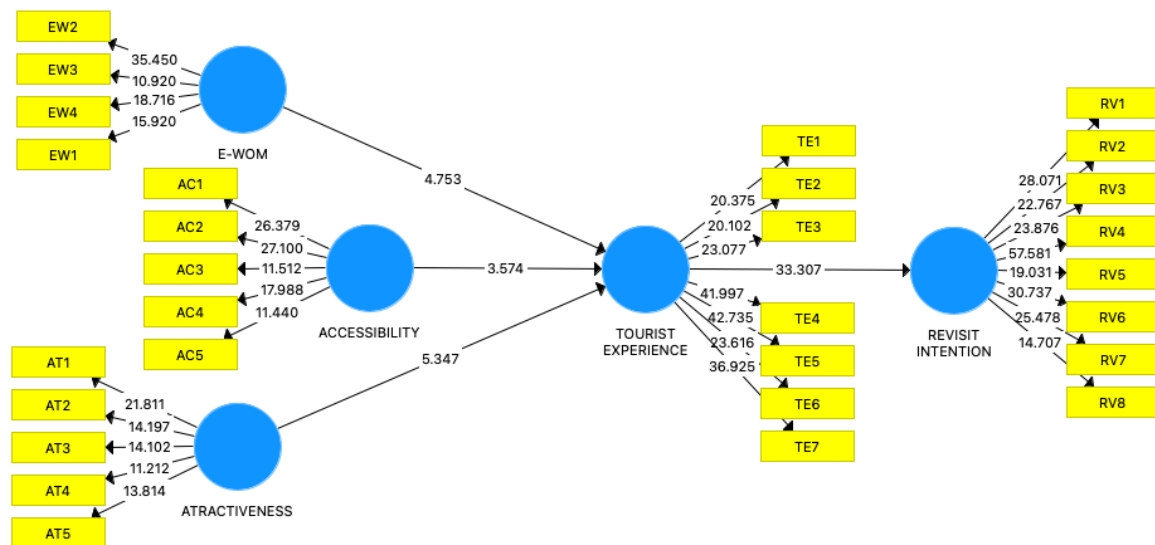 EW2
EW3
EW4
EW1
35.450
10.920
18.716
15.920
E-WOM
AC1
AC2
AC3
AC4
AC5
26.379
27.100
11.512
17.988
11.440
ACCESSIBILITY
AT1
AT2
AT3
AT4
AT5
21.811
14.197
14.102
11.212
13.814
ATRACTIVENESS
4.753
3.574
5.347
TOURIST
EXPERIENCE
TE1
TE2
TE3
20.375
20.102
23.077
41.997
42.735
23.616
36.925
TE4
TE5
TE6
TE7
33.307
REVISIT
INTENTION
28.071
22.767
23.876
57.581
19.031
30.737
25.478
14.707
RV1
RV2
RV3
RV4
RV5
RV6
RV7
RV8